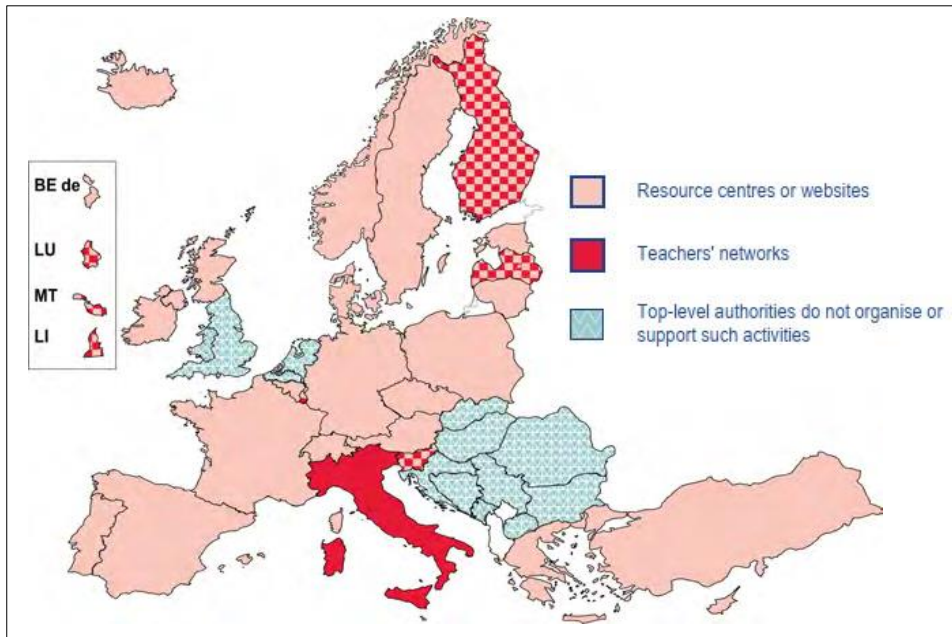 BE de
LU
MT
LI
Resource centres or websites
Teachers' networks
Top-level authorities do not organise or
support such activities